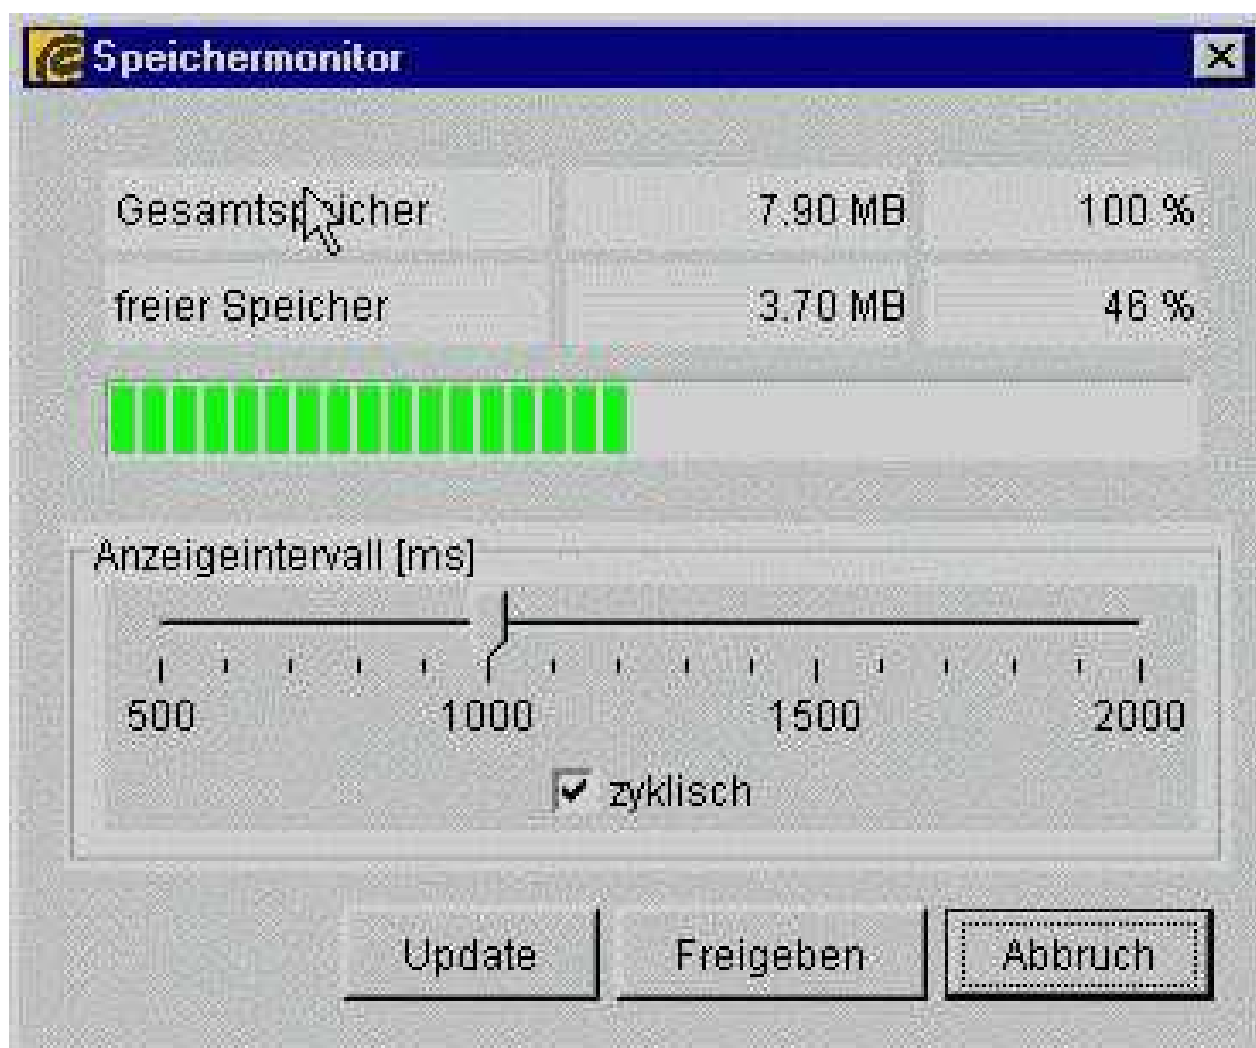 Speichermonitor
Gesamtspeicher 7.90 MB 100 %
freier Speicher 3.70 MB 46 %
Anzeigeintervall [ms]
500 1000 1500 2000
zyklisch
Update Freigeben Abbruch